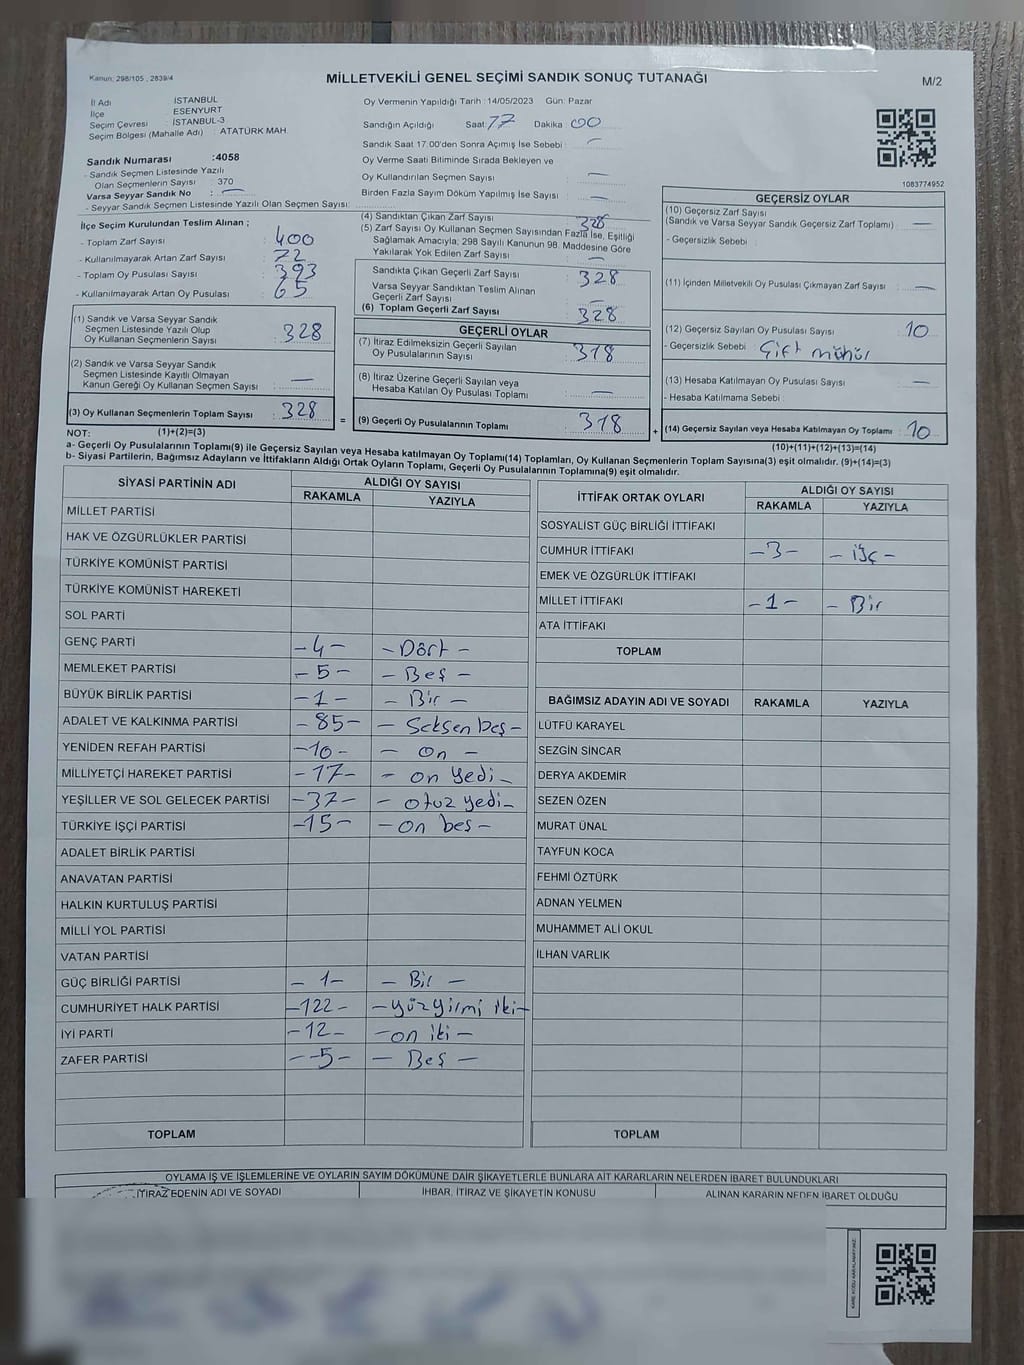 Kanun; 298/105 , 2839/4
MİLLETVEKİLİ GENEL SEÇİMİ SANDIK SONUÇ TUTANAĞI
M/2
İl Adı İSTANBUL
İlçe ESENYURT
Seçim Çevresi İSTANBUL-3
Seçim Bölgesi (Mahalle Adı) : ATATÜRK MAH.
Sandık Numarası :4058
- Sandık Seçmen Listesinde Yazılı
Olan Seçmenlerin Sayısı : 370
Varsa Seyyar Sandık No : —
- Seyyar Sandık Seçmen Listesinde Yazılı Olan Seçmen Sayısı:
Oy Vermenin Yapıldığı Tarih :14/05/2023 Gün: Pazar
Sandığın Açıldığı Saat: 17 Dakika 00
Sandık Saat 17.00'den Sonra Açımış İse Sebebi : —
Oy Verme Saati Bitiminde Sırada Bekleyen ve
Oy Kullandırılan Seçmen Sayısı —
Birden Fazla Sayım Döküm Yapılmış İse Sayısı : —
1083774952
İlçe Seçim Kurulundan Teslim Alınan ;
- Toplam Zarf Sayısı : 400
- Kullanılmayarak Artan Zarf Sayısı : 72
- Toplam Oy Pusulası Sayısı : 393
- Kullanılmayarak Artan Oy Pusulası : 65
(1) Sandık ve Varsa Seyyar Sandık
Seçmen Listesinde Yazılı Olup
Oy Kullanan Seçmenlerin Sayısı : 328
(2) Sandık ve Varsa Seyyar Sandık
Seçmen Listesinde Kayıtlı Olmayan
Kanun Gereği Oy Kullanan Seçmen Sayısı : —
(3) Oy Kullanan Seçmenlerin Toplam Sayısı : 328 =
(4) Sandıktan Çıkan Zarf Sayısı 328
(5) Zarf Sayısı Oy Kullanan Seçmen Sayısından Fazla İse, Eşitliği
Sağlamak Amacıyla; 298 Sayılı Kanunun 98. Maddesine Göre
Yakılarak Yok Edilen Zarf Sayısı : —
Sandıkta Çıkan Geçerli Zarf Sayısı : 328
Varsa Seyyar Sandıktan Teslim Alınan
Geçerli Zarf Sayısı : —
(6) Toplam Geçerli Zarf Sayısı : 328
GEÇERLİ OYLAR
(7) İtiraz Edilmeksizin Geçerli Sayılan
Oy Pusulalarının Sayısı : 318
(8) İtiraz Üzerine Geçerli Sayılan veya
Hesaba Katılan Oy Pusulası Toplamı : —
(9) Geçerli Oy Pusulalarının Toplamı : 318 +
GEÇERSİZ OYLAR
(10) Geçersiz Zarf Sayısı
(Sandık ve Varsa Seyyar Sandık Geçersiz Zarf Toplamı) : —
- Geçersizlik Sebebi :
(11) İçinden Milletvekili Oy Pusulası Çıkmayan Zarf Sayısı : —
(12) Geçersiz Sayılan Oy Pusulası Sayısı : 10
- Geçersizlik Sebebi : Çift mühür
(13) Hesaba Katılmayan Oy Pusulası Sayısı : —
- Hesaba Katılmama Sebebi :
(14) Geçersiz Sayılan veya Hesaba Katılmayan Oy Toplamı : 10
NOT: (1)+(2)=(3)
(10)+(11)+(12)+(13)=(14)
a- Geçerli Oy Pusulalarının Toplamı(9) ile Geçersiz Sayılan veya Hesaba katılmayan Oy Toplamı(14) Toplamları, Oy Kullanan Seçmenlerin Toplam Sayısına(3) eşit olmalıdır. (9)+(14)=(3)
b- Siyasi Partilerin, Bağımsız Adayların ve İttifakların Aldığı Ortak Oyların Toplamı, Geçerli Oy Pusulalarının Toplamına(9) eşit olmalıdır.
SİYASİ PARTİNİN ADI ALDIĞI OY SAYISI
RAKAMLA YAZIYLA
MİLLET PARTİSİ
HAK VE ÖZGÜRLÜKLER PARTİSİ
TÜRKİYE KOMÜNİST PARTİSİ
TÜRKİYE KOMÜNİST HAREKETİ
SOL PARTİ
GENÇ PARTİ -4- -Dört-
MEMLEKET PARTİSİ -5- -Beş-
BÜYÜK BİRLİK PARTİSİ -1- -Bir-
ADALET VE KALKINMA PARTİSİ -85- -Seksen beş-
YENİDEN REFAH PARTİSİ -10- -On-
MİLLİYETÇİ HAREKET PARTİSİ -17- -on yedi-
YEŞİLLER VE SOL GELECEK PARTİSİ -37- -otuz yedi-
TÜRKİYE İŞÇİ PARTİSİ -15- -On beş-
ADALET BİRLİK PARTİSİ
ANAVATAN PARTİSİ
HALKIN KURTULUŞ PARTİSİ
MİLLİ YOL PARTİSİ
VATAN PARTİSİ
GÜÇ BİRLİĞİ PARTİSİ -1- -Bir-
CUMHURİYET HALK PARTİSİ -122- -yüzyirmi iki-
İYİ PARTİ -12- -on iki-
ZAFER PARTİSİ -5- -Beş-
TOPLAM
İTTİFAK ORTAK OYLARI ALDIĞI OY SAYISI
RAKAMLA YAZIYLA
SOSYALİST GÜÇ BİRLİĞİ İTTİFAKI
CUMHUR İTTİFAKI -3- -üç-
EMEK VE ÖZGÜRLÜK İTTİFAKI
MİLLET İTTİFAKI -1- -Bir
ATA İTTİFAKI
TOPLAM
BAĞIMSIZ ADAYIN ADI VE SOYADI RAKAMLA YAZIYLA
LÜTFÜ KARAYEL
SEZGİN SİNCAR
DERYA AKDEMİR
SEZEN ÖZEN
MURAT ÜNAL
TAYFUN KOCA
FEHMİ ÖZTÜRK
ADNAN YELMEN
MUHAMMET ALİ OKUL
İLHAN VARLIK
TOPLAM
OYLAMA İŞ VE İŞLEMLERİNE VE OYLARIN SAYIM DÖKÜMÜNE DAİR ŞİKAYETLERLE BUNLARA AİT KARARLARIN NELERDEN İBARET BULUNDUKLARI
İTİRAZ EDENİN ADI VE SOYADI İHBAR, İTİRAZ VE ŞİKAYETİN KONUSU ALINAN KARARIN NEDEN İBARET OLDUĞU